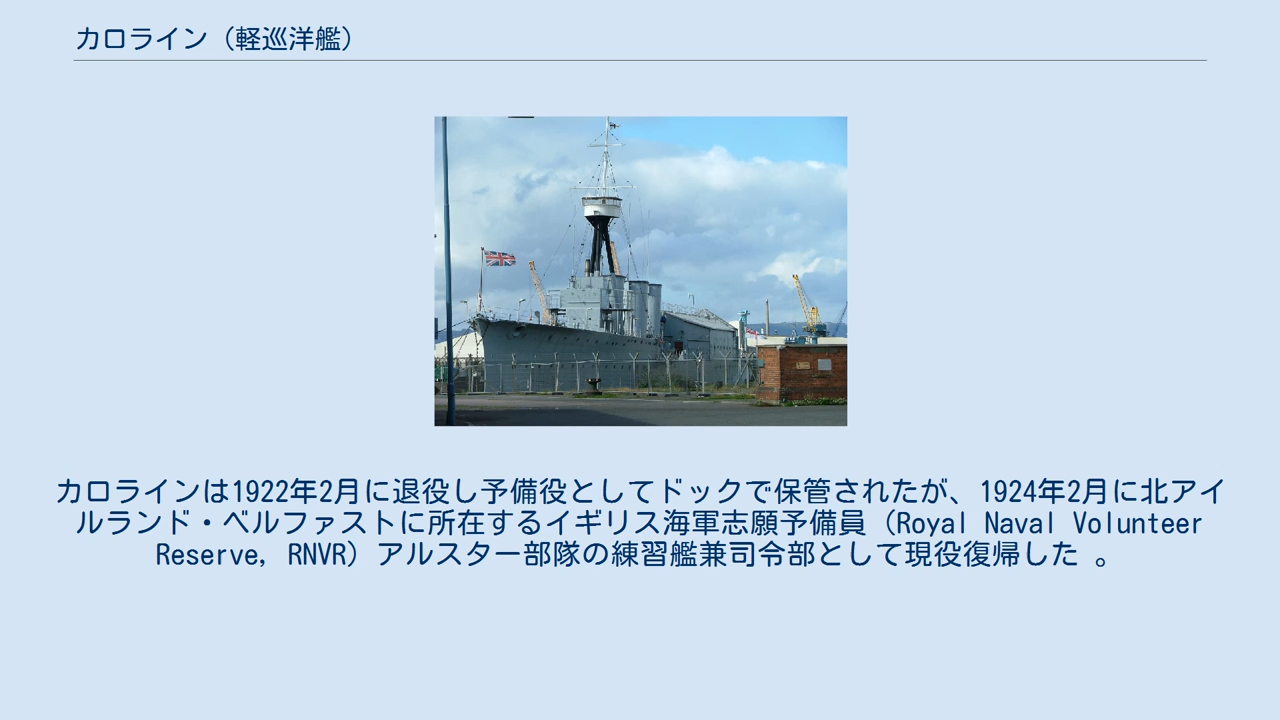 カロライン（軽巡洋艦）
カロラインは1922年2月に退役し予備役としてドックで保管されたが、1924年2月に北アイ
ルランド・ベルファストに所在するイギリス海軍志願予備員（Royal Naval Volunteer
Reserve, RNVR）アルスター部隊の練習艦兼司令部として現役復帰した 。